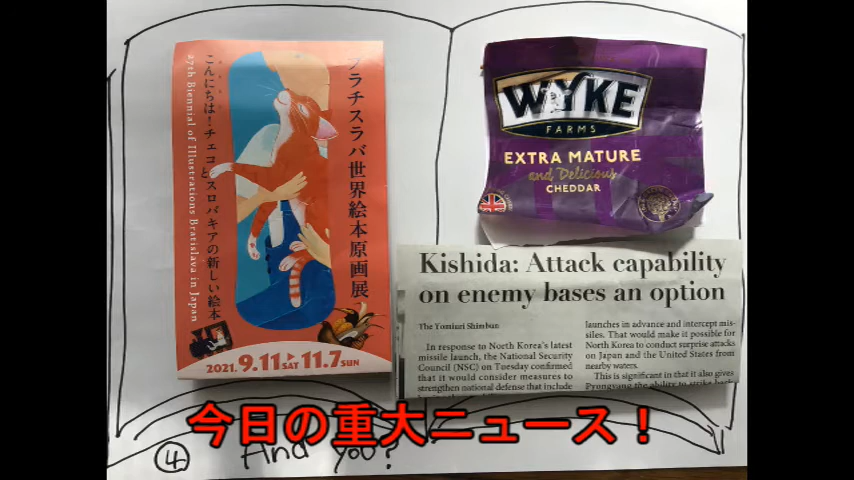 ブラチスラバ世界絵本原画展
こんにちは！チェコとスロバキアの新しい絵本
27th Biennial of Illustrations Bratislava in Japan
2021. 9.11 SAT 11.7 SUN
WYKE
FARMS
EXTRA MATURE
and Delicious
CHEDDAR
Kishida: Attack capability
on enemy bases an option
The Yomiuri Shimbun
In response to North Korea's latest
missile launch, the National Security
Council (NSC) on Tuesday confirmed
that it would consider measures to
strengthen national defense that include
launches in advance and intercept mis-
siles. That would make it possible for
North Korea to conduct surprise attacks
on Japan and the United States from
nearby waters.
This is significant in that it also gives
Pyongyang the ability to strike back
今日の重大ニュース！
④ And you?